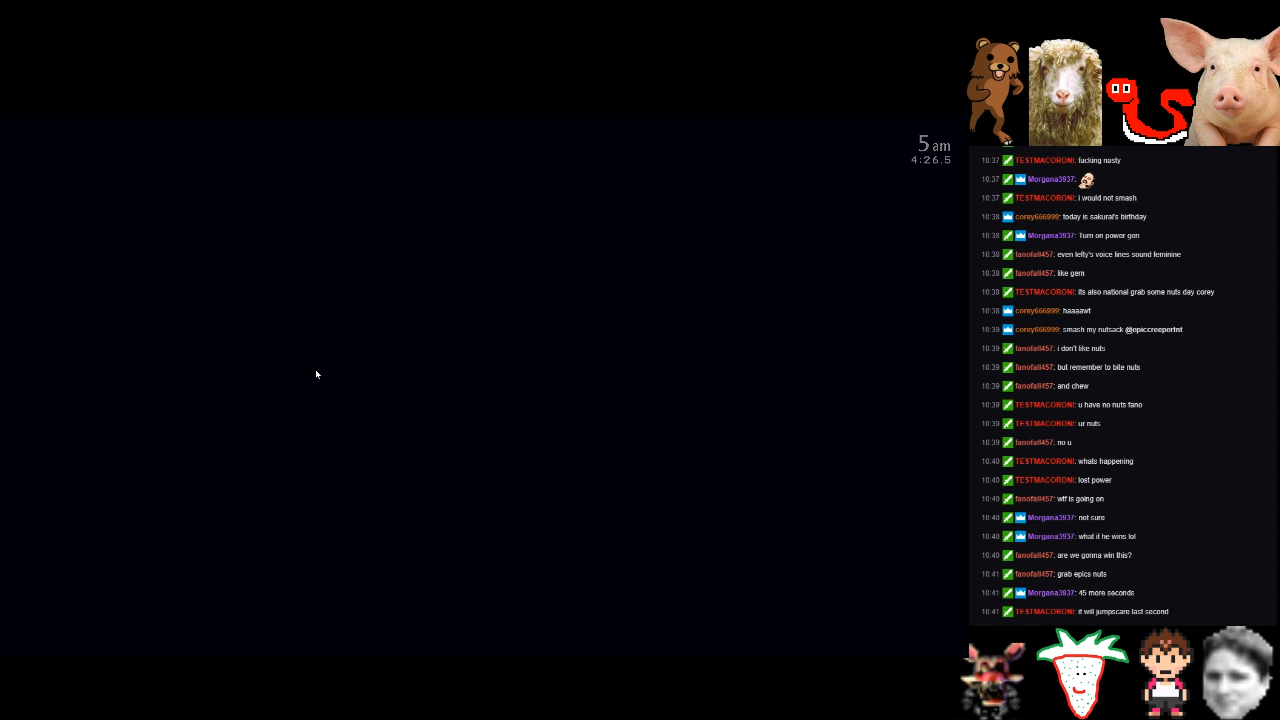 5 am
4:26.5
10:37 TESTMACORONI: fucking nasty
10:37 Morgana3937:
10:37 TESTMACORONI: i would not smash
10:38 corey666999: today is sakurai's birthday
10:38 Morgana3937: Turn on power gen
10:38 fanofall457: even lefty's voice lines sound feminine
10:38 fanofall457: like gem
10:38 TESTMACORONI: its also national grab some nuts day corey
10:38 corey666999: haaaawt
10:39 corey666999: smash my nutsack @epiccreepertnt
10:39 fanofall457: i don't like nuts
10:39 fanofall457: but remember to bite nuts
10:39 fanofall457: and chew
10:39 TESTMACORONI: u have no nuts fano
10:39 TESTMACORONI: ur nuts
10:39 fanofall457: no u
10:40 TESTMACORONI: whats happening
10:40 TESTMACORONI: lost power
10:40 fanofall457: wtf is going on
10:40 Morgana3937: not sure
10:40 Morgana3937: what if he wins lol
10:40 fanofall457: are we gonna win this?
10:41 fanofall457: grab epics nuts
10:41 Morgana3937: 45 more seconds
10:41 TESTMACORONI: it will jumpscare last second